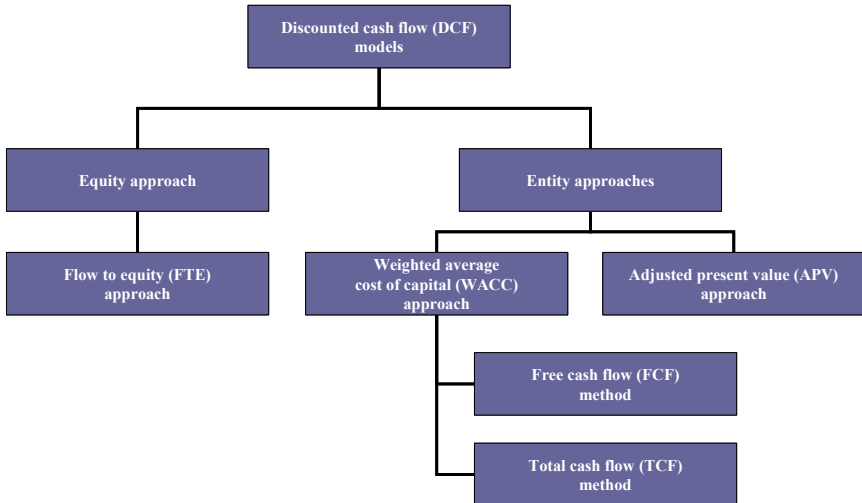 Discounted cash flow (DCF)
models
Equity approach
Entity approaches
Flow to equity (FTE)
approach
Weighted average
cost of capital (WACC)
approach
Adjusted present value (APV)
approach
Free cash flow (FCF)
method
Total cash flow (TCF)
method